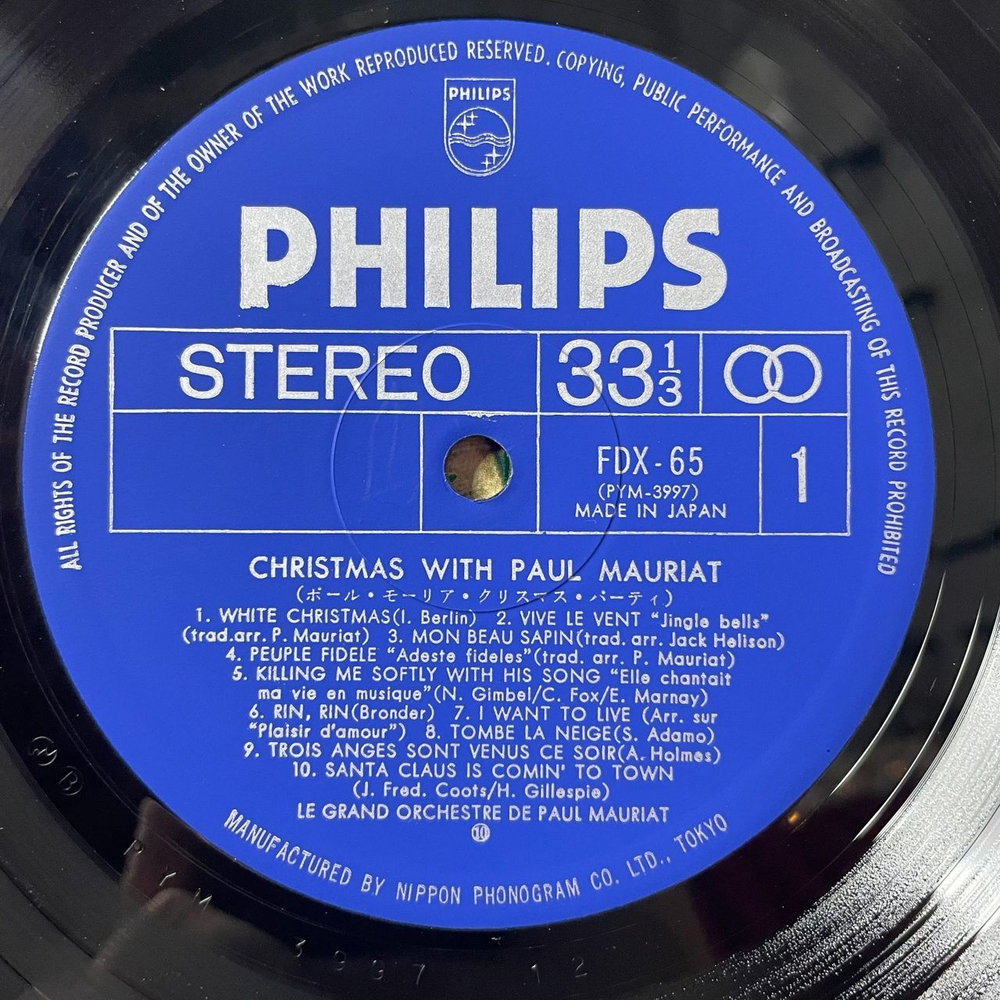 ALL RIGHTS OF THE RECORD PRODUCER AND OF THE OWNER OF THE WORK REPRODUCED RESERVED. COPYING, PUBLIC PERFORMANCE AND BROADCASTING OF THIS RECORD PROHIBITED
PHILIPS
PHILIPS
STEREO
33 1/3
FDX-65
(PYM-3997)
MADE IN JAPAN
1
CHRISTMAS WITH PAUL MAURIAT
(ポール・モーリア・クリスマス・パーティ)
1. WHITE CHRISTMAS(I. Berlin) 2. VIVE LE VENT "Jingle bells"
(trad.arr. P. Mauriat) 3. MON BEAU SAPIN(trad. arr. Jack Helison)
4. PEUPLE FIDELE "Adeste fideles"(trad. arr. P. Mauriat)
5. KILLING ME SOFTLY WITH HIS SONG "Elle chantait
ma vie en musique"(N. Gimbel/C. Fox/E. Marnay)
6. RIN, RIN(Bronder) 7. I WANT TO LIVE (Arr. sur
"Plaisir d'amour") 8. TOMBE LA NEIGE(S. Adamo)
9. TROIS ANGES SONT VENUS CE SOIR(A. Holmes)
10. SANTA CLAUS IS COMIN' TO TOWN
(J. Fred. Coots/H. Gillespie)
LE GRAND ORCHESTRE DE PAUL MAURIAT
10
MANUFACTURED BY NIPPON PHONOGRAM CO. LTD., TOKYO
PYM 3997 12